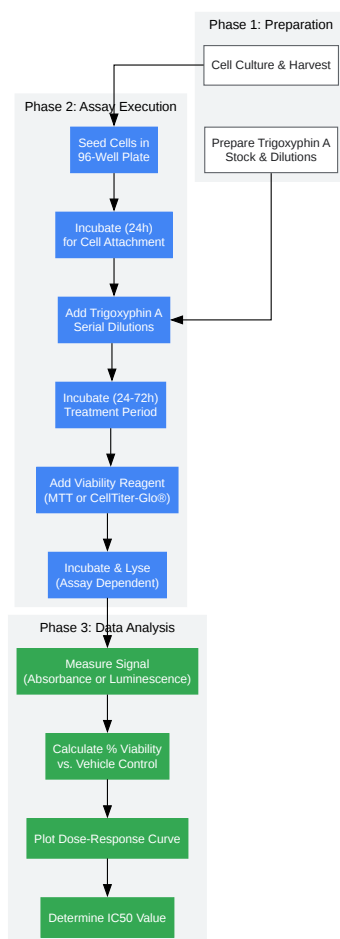 Phase 1: Preparation
Cell Culture & Harvest
Prepare Trigoxyphin A
Stock & Dilutions
Phase 2: Assay Execution
Seed Cells in
96-Well Plate
Incubate (24h)
for Cell Attachment
Add Trigoxyphin A
Serial Dilutions
Incubate (24-72h)
Treatment Period
Add Viability Reagent
(MTT or CellTiter-Glo®)
Incubate & Lyse
(Assay Dependent)
Phase 3: Data Analysis
Measure Signal
(Absorbance or Luminescence)
Calculate % Viability
vs. Vehicle Control
Plot Dose-Response Curve
Determine IC50 Value